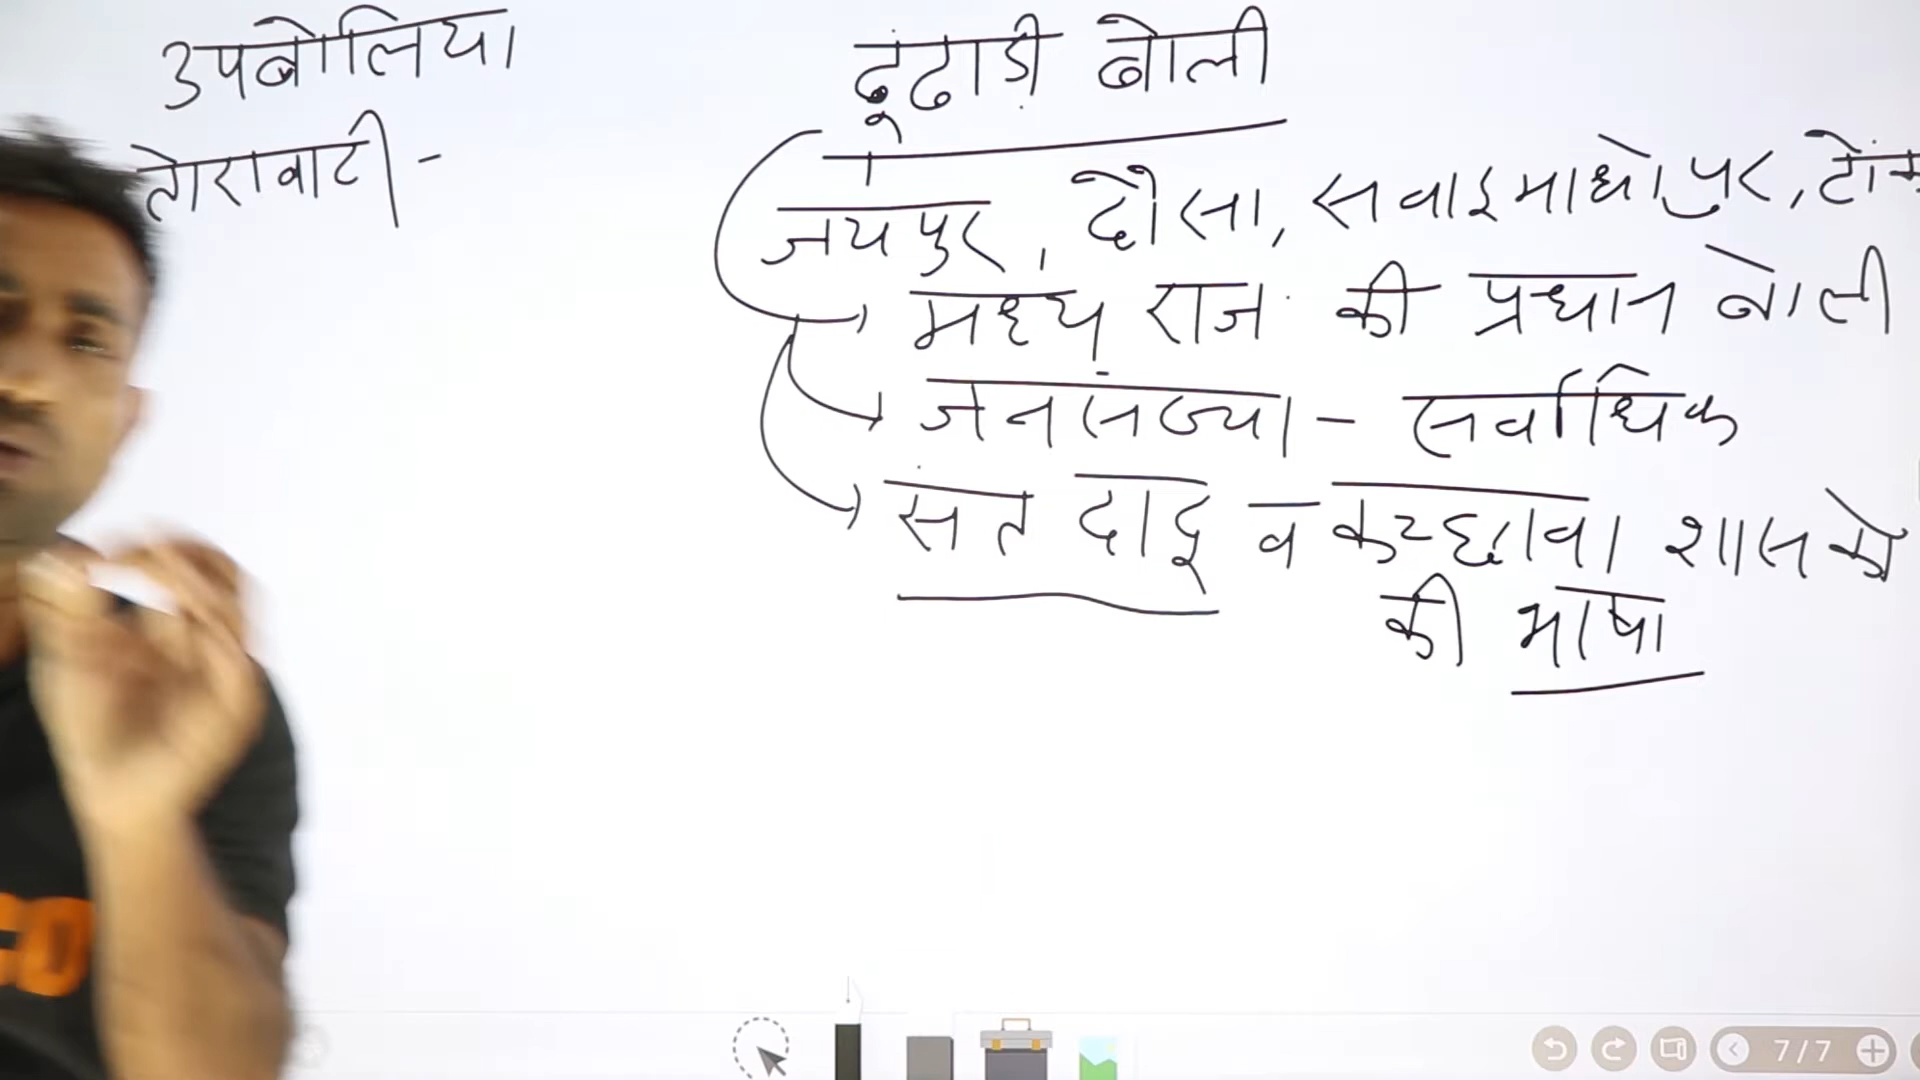 उपबोलिया
तोरावाटी -
ढूंढाडी बोली
जयपुर, दौसा, सवाईमाधोपुर, टोंक
मध्य राज. की प्रधान बोली
जनसंख्या - सर्वाधिक
संत दादू व कच्छावा शासको
की भाषा
7/7